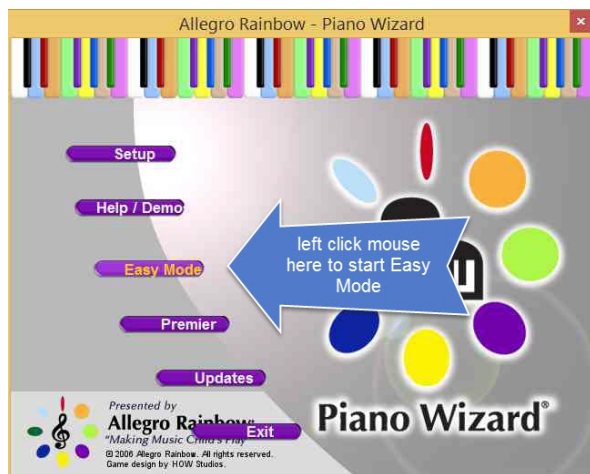 Allegro Rainbow - Piano Wizard
Setup
Help / Demo
left click mouse
here to start Easy
Mode
Easy Mode
Premier
Updates
Presented by
Allegro Rainbow
Exit
"Making Music Child's Play"
© 2006 Allegro Rainbow. All rights reserved.
Game design by HOW Studios.
Piano Wizard®